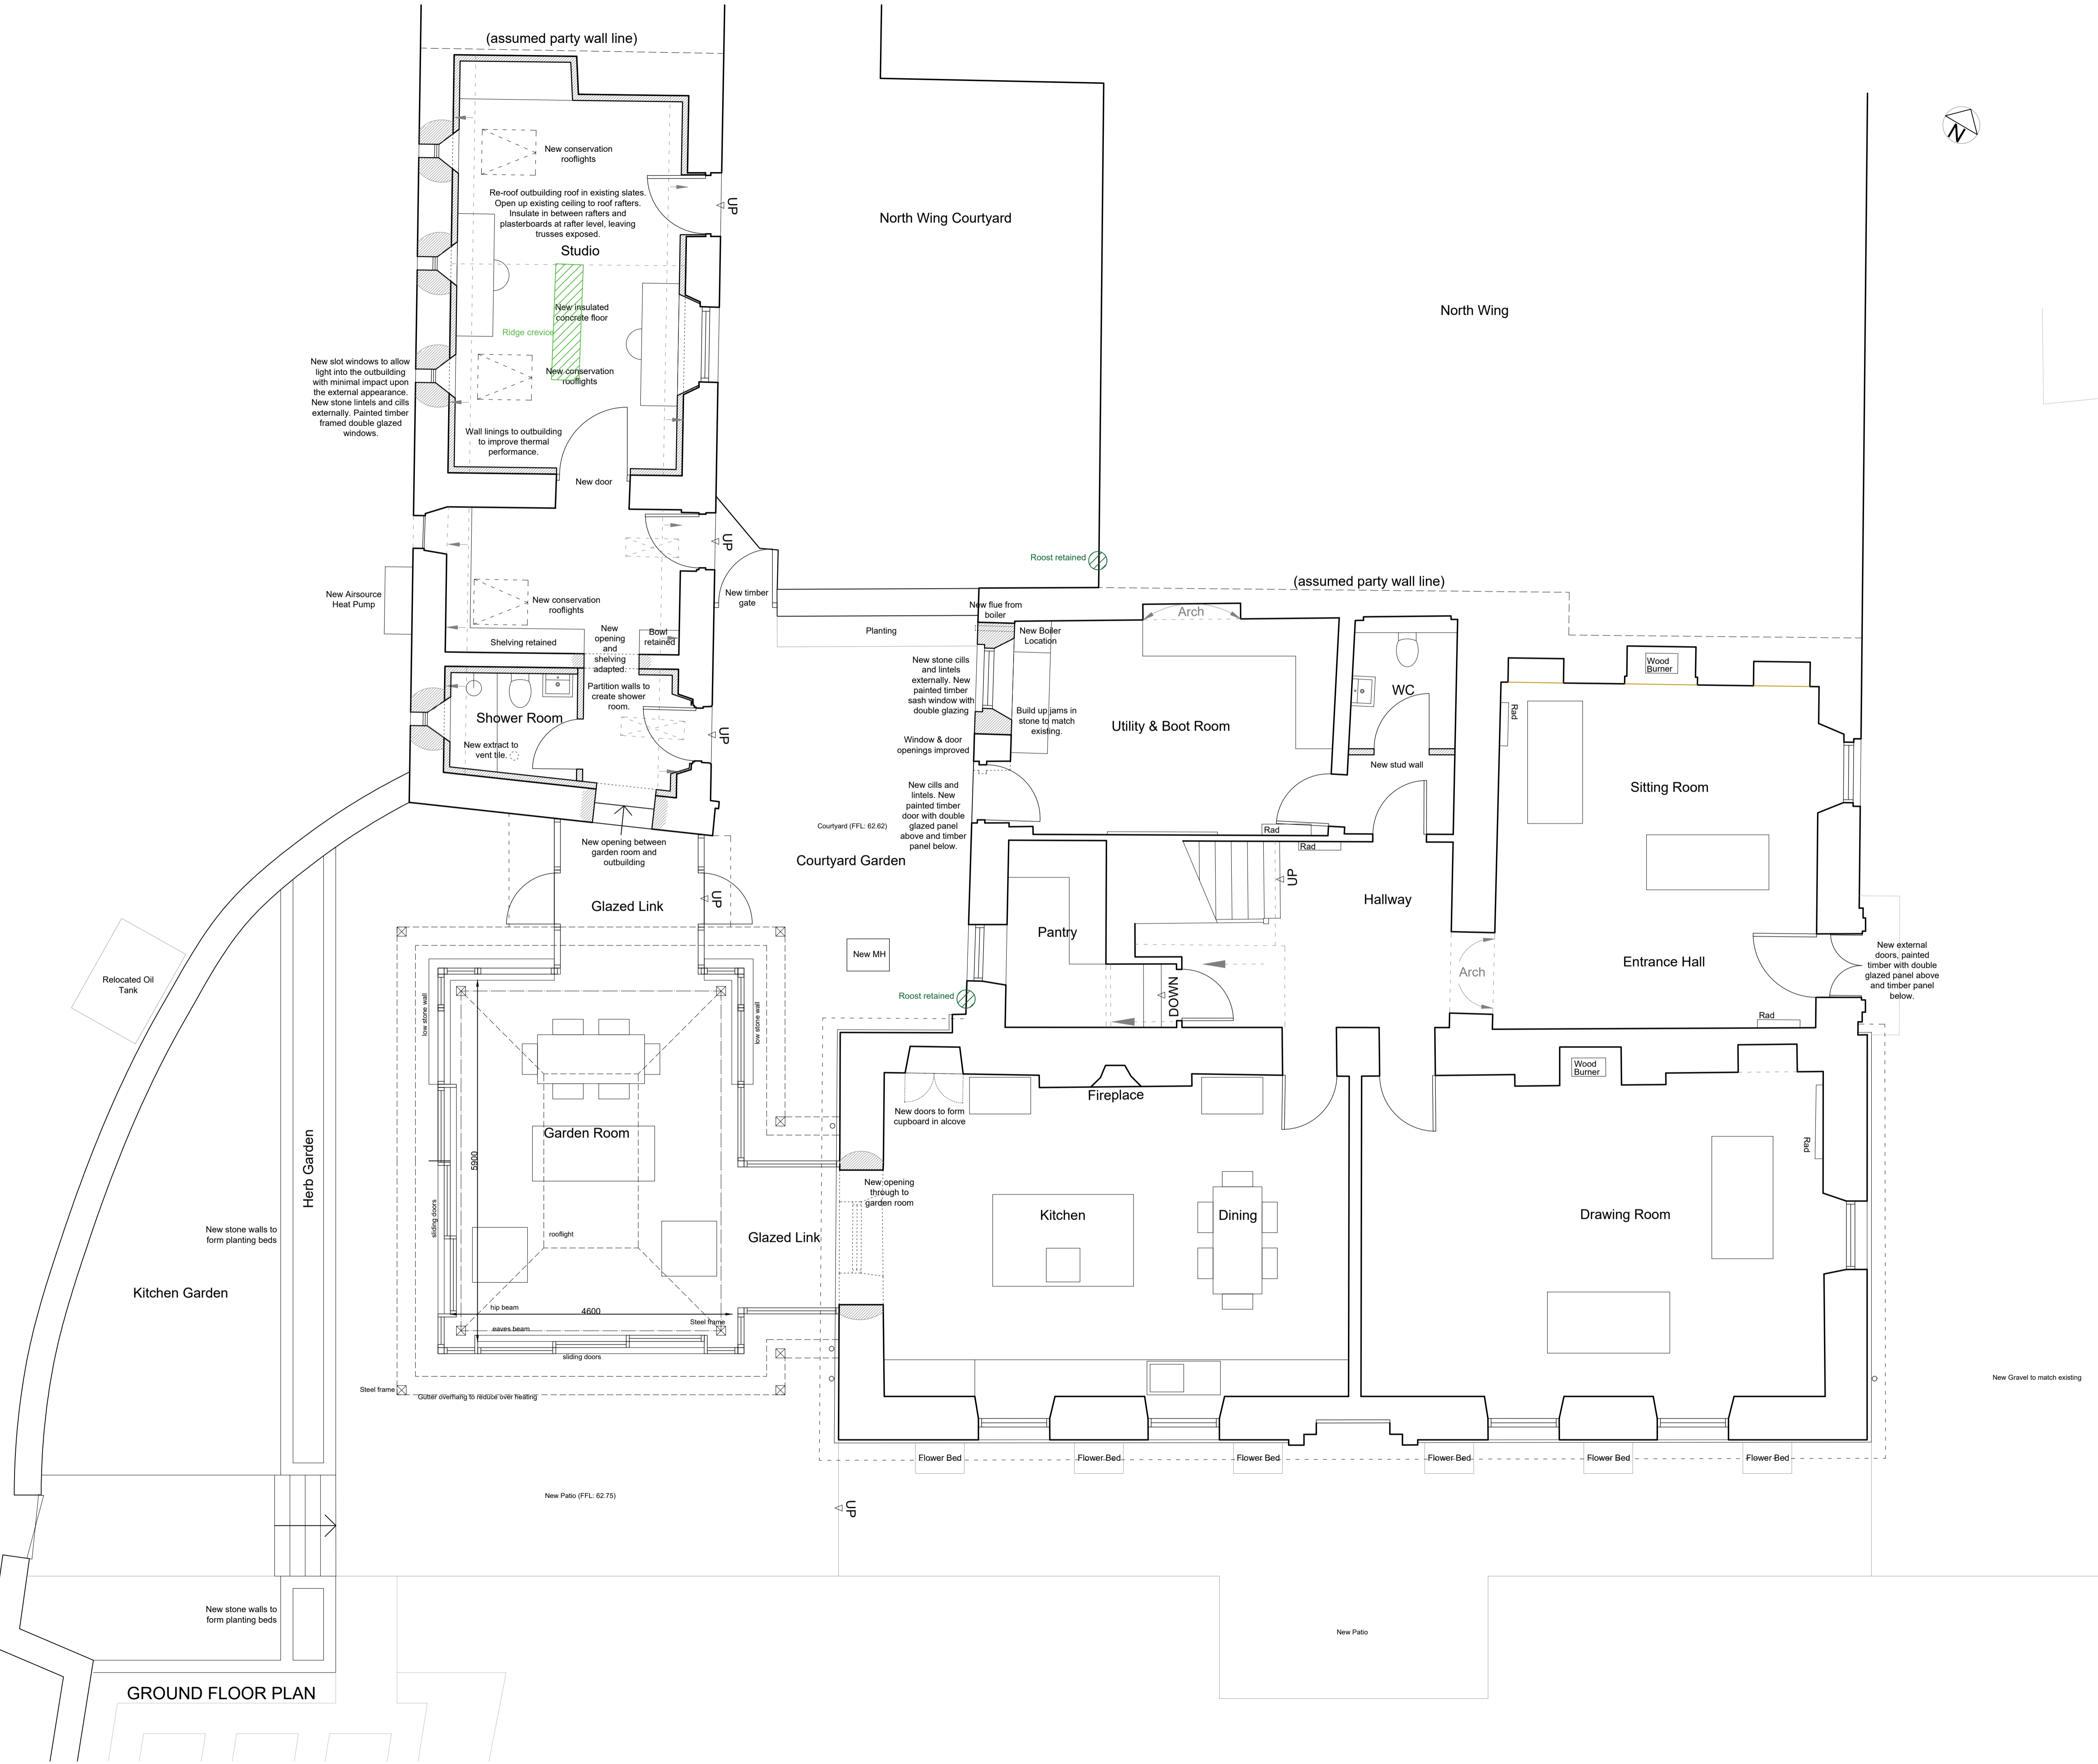 (assumed party wall line)
N
New conservation
rooflights
Re-roof outbuilding roof in existing slates.
Open up existing ceiling to roof rafters.
Insulate in between rafters and
plasterboards at rafter level, leaving
trusses exposed.
Studio
UP
North Wing Courtyard
North Wing
New insulated
concrete floor
Ridge crevice
New conservation
rooflights
New slot windows to allow
light into the outbuilding
with minimal impact upon
the external appearance.
New stone lintels and cills
externally. Painted timber
framed double glazed
windows.
Wall linings to outbuilding
to improve thermal
performance.
New door
UP
Roost retained
(assumed party wall line)
New Airsource
Heat Pump
New conservation
rooflights
New timber
gate
New flue from
boiler
Arch
Planting
New Boiler
Location
Shelving retained
New
opening
and
shelving
adapted.
Bowl
retained
New stone cills
and lintels
externally. New
painted timber
sash window with
double glazing
Wood
Burner
Partition walls to
create shower
room.
WC
Rad
Shower Room
Build up jams in
stone to match
existing.
Utility & Boot Room
UP
New extract to
vent tile.
Window & door
openings improved
New stud wall
Sitting Room
New cills and
lintels. New
painted timber
door with double
glazed panel
above and timber
panel below.
Courtyard (FFL: 62.62)
Rad
Rad
New opening between
garden room and
outbuilding
Courtyard Garden
UP
UP
Glazed Link
Hallway
Pantry
New MH
Entrance Hall
New external
doors, painted
timber with double
glazed panel above
and timber panel
below.
Arch
Relocated Oil
Tank
Roost retained
DOWN
low stone wall
low stone wall
Rad
Wood
Burner
Fireplace
New doors to form
cupboard in alcove
Garden Room
Herb Garden
5900
Rad
New opening
through to
garden room
Kitchen
Dining
Drawing Room
sliding doors
rooflight
Glazed Link
New stone walls to
form planting beds
Kitchen Garden
hip beam
4600
Steel frame
eaves beam
sliding doors
Steel frame
Gutter overhang to reduce over heating
New Gravel to match existing
Flower Bed
Flower Bed
Flower Bed
Flower Bed
Flower Bed
Flower Bed
New Patio (FFL: 62.75)
UP
New stone walls to
form planting beds
New Patio
GROUND FLOOR PLAN